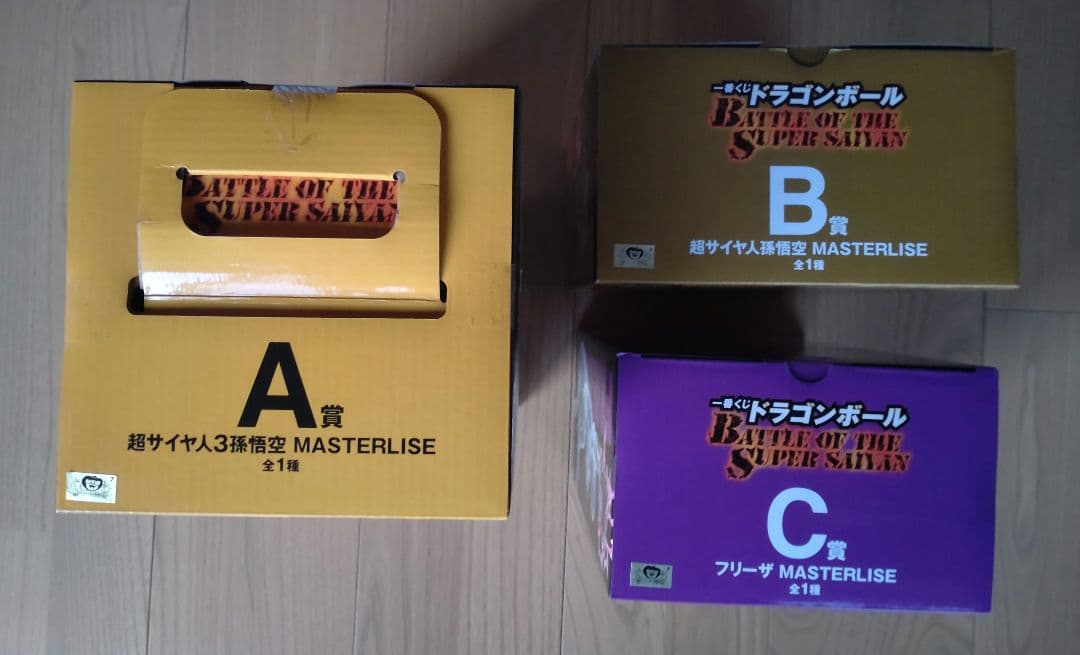 BATTLE OF THE
SUPER SAIYAN
A賞
超サイヤ人3孫悟空 MASTERLISE
全1種
一番くじ
ドラゴンボール
BATTLE OF THE
SUPER SAIYAN
B賞
超サイヤ人孫悟空 MASTERLISE
全1種
一番くじ
ドラゴンボール
BATTLE OF THE
SUPER SAIYAN
C賞
フリーザ MASTERLISE
全1種